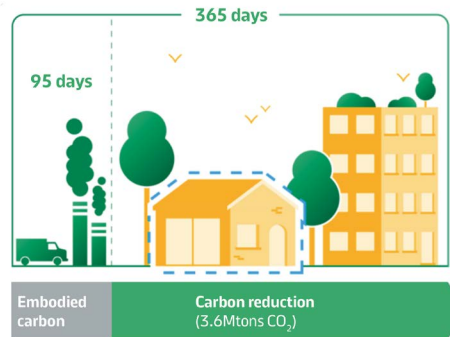 365 days
95 days
Embodied
carbon
Carbon reduction
(3.6Mtons CO₂)